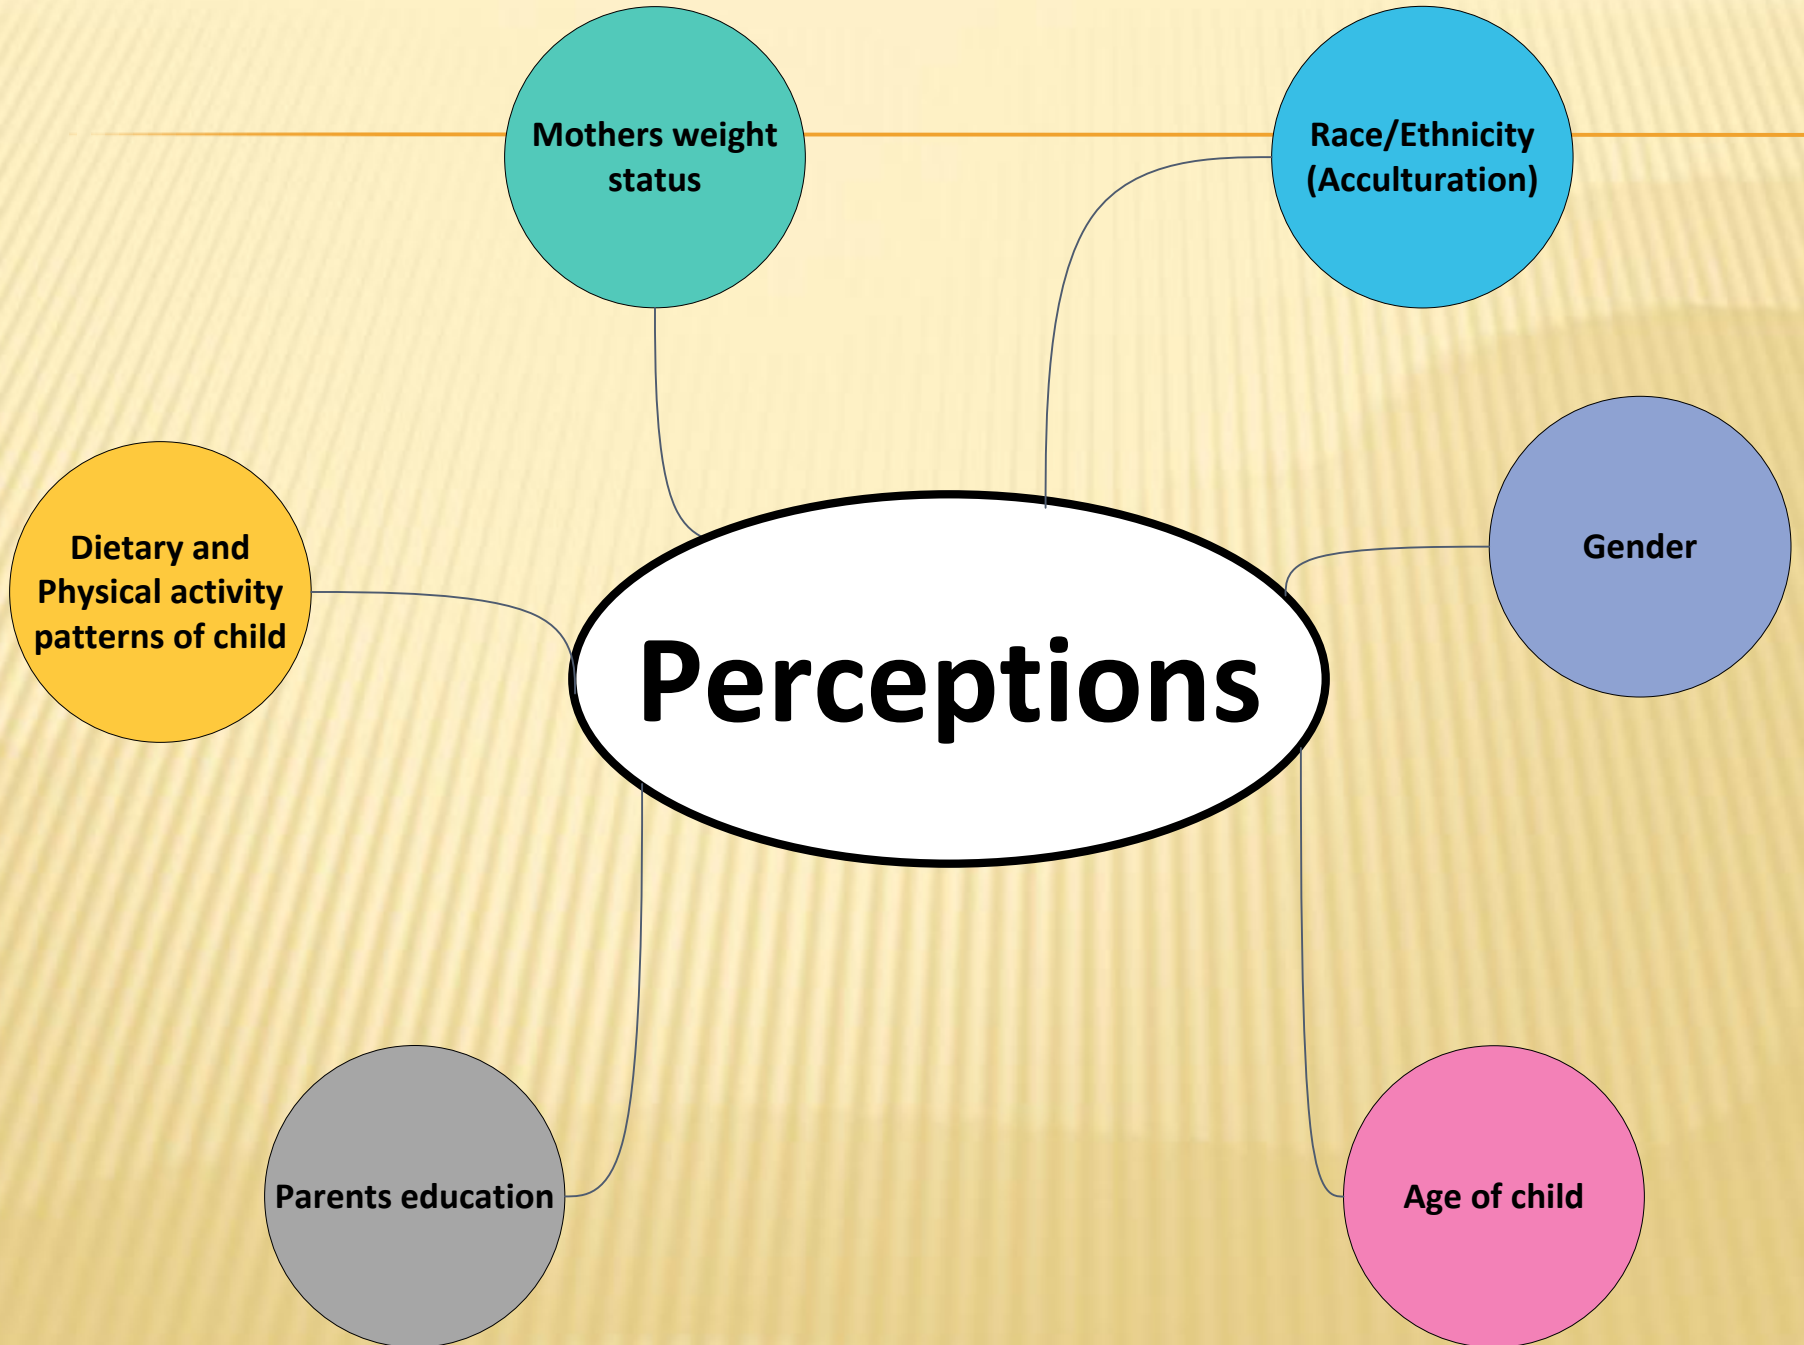 Mothers weight
status
Race/Ethnicity
(Acculturation)
Dietary and
Physical activity
patterns of child
Gender
Perceptions
Parents education
Age of child